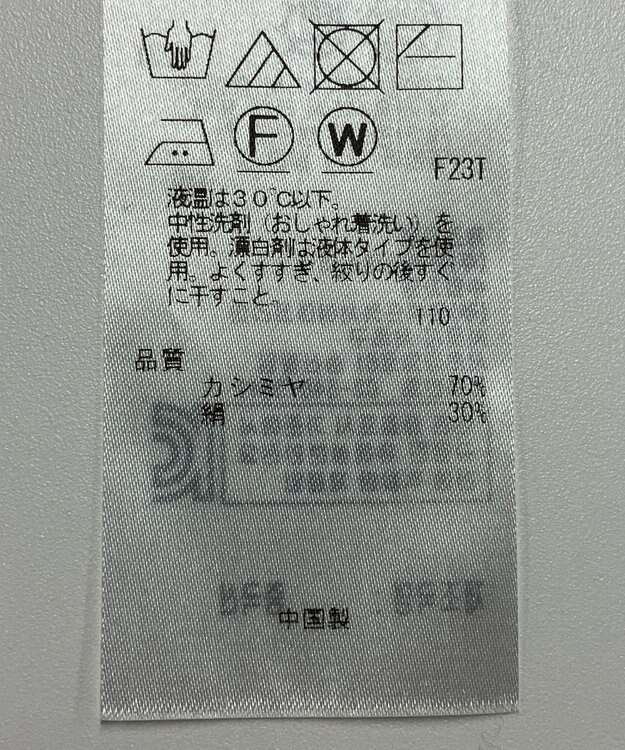 F W
F23T
液温は30℃以下。
中性洗剤（おしゃれ着洗い）を
使用。漂白剤は液体タイプを使
用。よくすすぎ、絞りの後すぐ
に干すこと。
110
品質
カシミヤ 70%
絹 30%
中国製